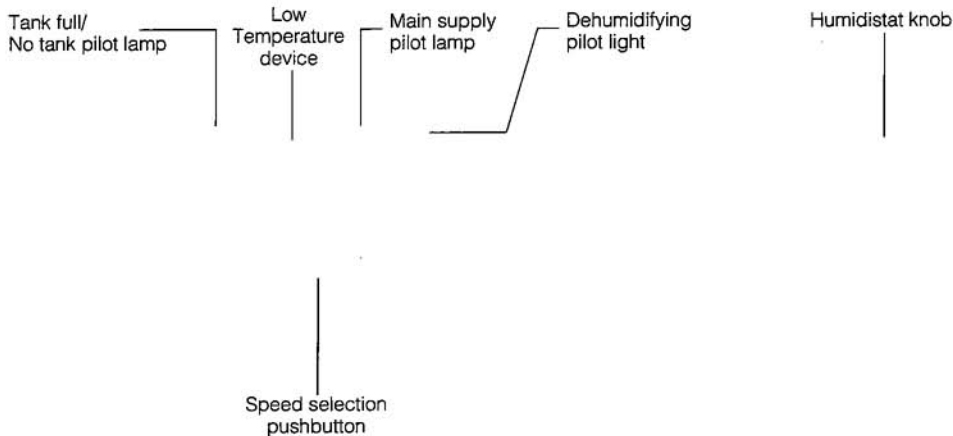 Tank full/
No tank pilot lamp
Low
Temperature
device
Main supply
pilot lamp
Dehumidifying
pilot light
Humidistat knob
Speed selection
pushbutton